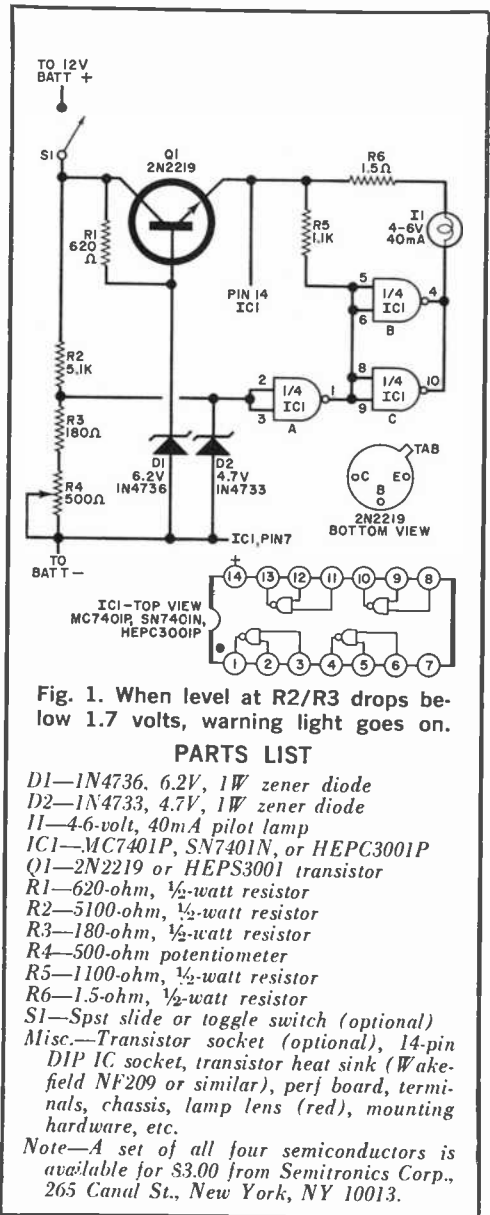 TO 12V
BATT +
S1
Q1
2N2219
R1
620
Ω
R6
1.5Ω
I1
4-6V
40mA
R5
1.1K
PIN 14
IC1
5
6
1/4
IC1
4
B
R2
5.1K
2
3
1/4
IC1
1
A
8
9
1/4
IC1
10
C
R3
180Ω
R4
500Ω
D1
6.2V
1N4736
D2
4.7V
1N4733
TAB
C
E
B
2N2219
BOTTOM VIEW
IC1, PIN7
TO
BATT-
+
14
13
12
11
10
9
8
IC1-TOP VIEW
MC7401P, SN7401N,
HEPC3001P
1
2
3
4
5
6
7
Fig. 1. When level at R2/R3 drops be-
low 1.7 volts, warning light goes on.
PARTS LIST
D1—1N4736, 6.2V, 1W zener diode
D2—1N4733, 4.7V, 1W zener diode
I1—4-6-volt, 40mA pilot lamp
IC1—MC7401P, SN7401N, or HEPC3001P
Q1—2N2219 or HEPS3001 transistor
R1—620-ohm, ½-watt resistor
R2—5100-ohm, ½-watt resistor
R3—180-ohm, ½-watt resistor
R4—500-ohm potentiometer
R5—1100-ohm, ½-watt resistor
R6—1.5-ohm, ½-watt resistor
S1—Spst slide or toggle switch (optional)
Misc.—Transistor socket (optional), 14-pin
DIP IC socket, transistor heat sink (Wake-
field NF209 or similar), perf board, termi-
nals, chassis, lamp lens (red), mounting
hardware, etc.
Note—A set of all four semiconductors is
available for $3.00 from Semitronics Corp.,
265 Canal St., New York, NY 10013.